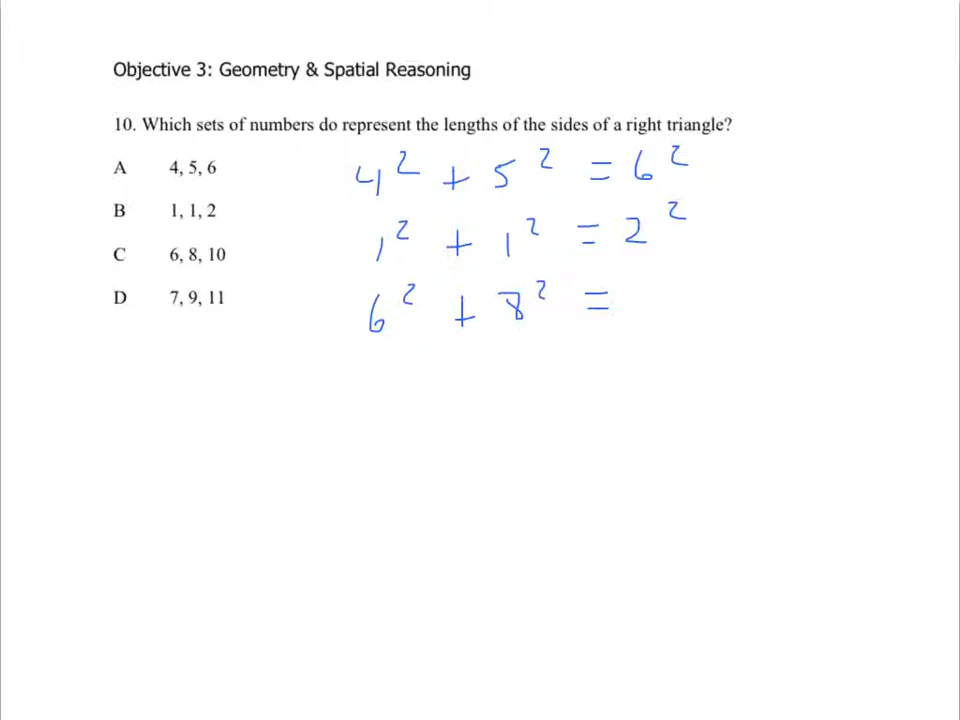 Objective 3: Geometry & Spatial Reasoning
10. Which sets of numbers do represent the lengths of the sides of a right triangle?
A 4, 5, 6 4² + 5² = 6²
B 1, 1, 2 1² + 1² = 2²
C 6, 8, 10 6² + 8² =
D 7, 9, 11